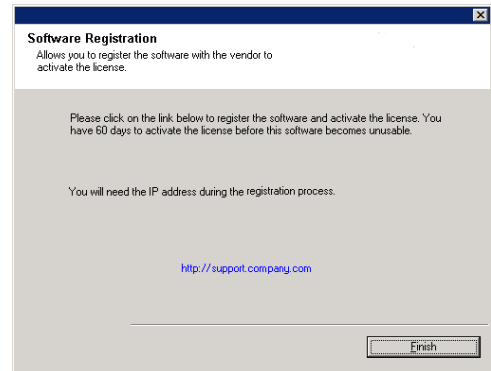 Software Registration
Allows you to register the software with the vendor to
activate the license.
Please click on the link below to register the software and activate the license. You
have 60 days to activate the license before this software becomes unusable.
You will need the IP address during the registration process.
http://support.company.com
Finish